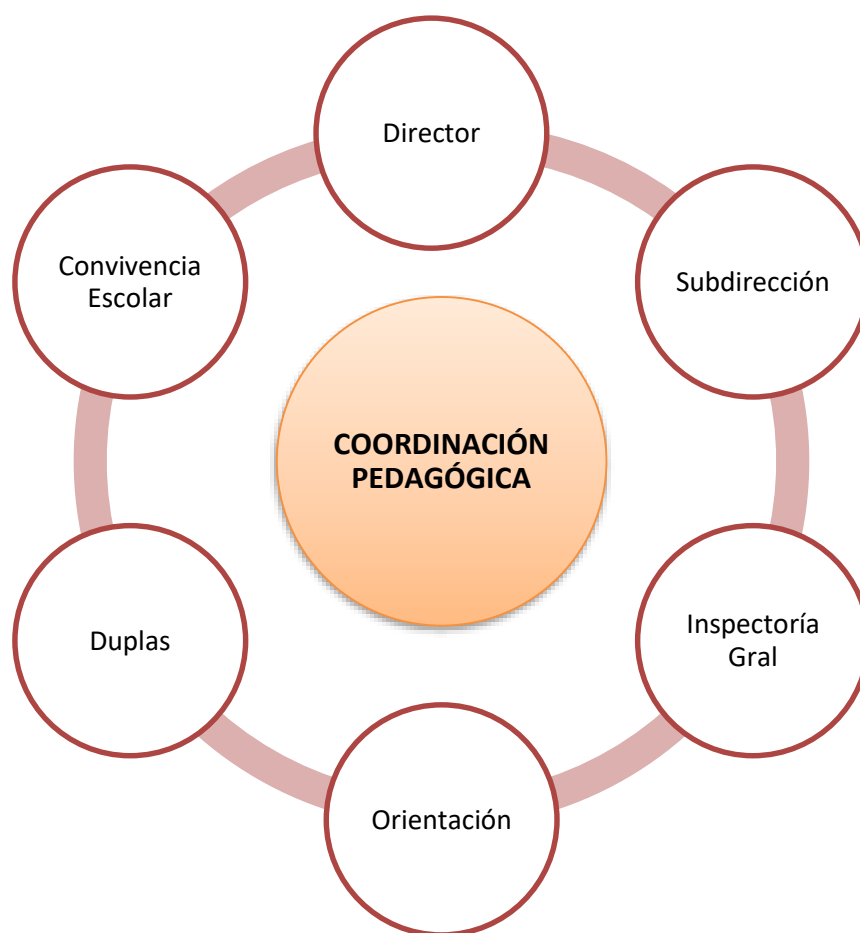 Director
Convivencia
Escolar
Subdirección
COORDINACIÓN
PEDAGÓGICA
Duplas
Inspectoría
Gral
Orientación